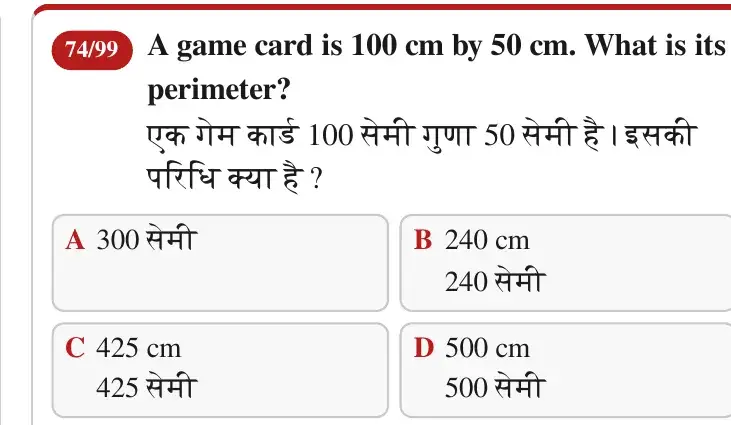 74/99 A game card is 100 cm by 50 cm. What is its
perimeter?
एक गेम कार्ड 100 सेमी गुणा 50 सेमी है। इसकी
परिधि क्या है ?
A 300 सेमी
B 240 cm
240 सेमी
C 425 cm
425 सेमी
D 500 cm
500 सेमी